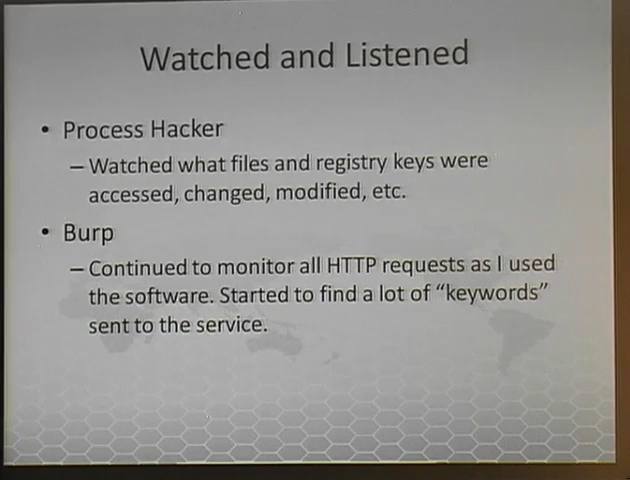 Watched and Listened
• Process Hacker
– Watched what files and registry keys were
accessed, changed, modified, etc.
• Burp
– Continued to monitor all HTTP requests as I used
the software. Started to find a lot of “keywords”
sent to the service.